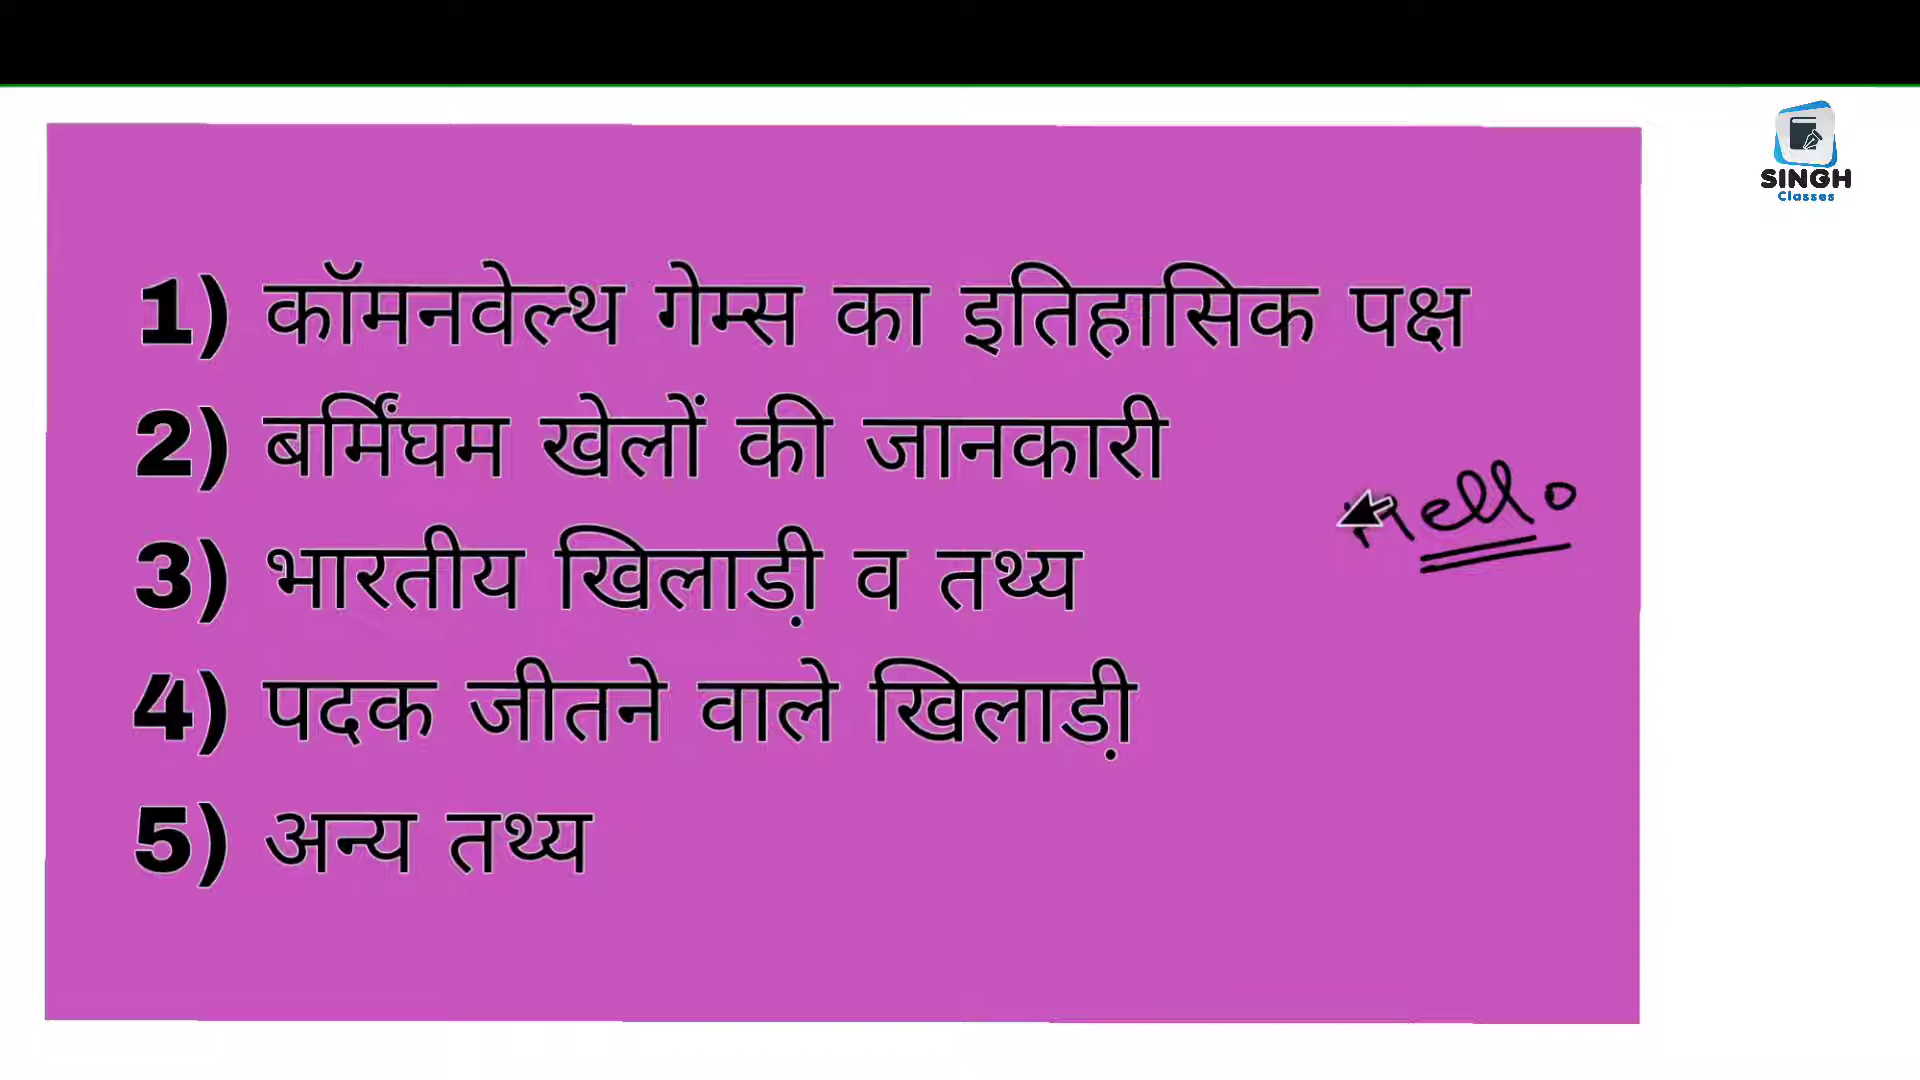 SINGH
Classes
1) कॉमनवेल्थ गेम्स का इतिहासिक पक्ष
2) बर्मिंघम खेलों की जानकारी
Hello
3) भारतीय खिलाड़ी व तथ्य
4) पदक जीतने वाले खिलाड़ी
5) अन्य तथ्य